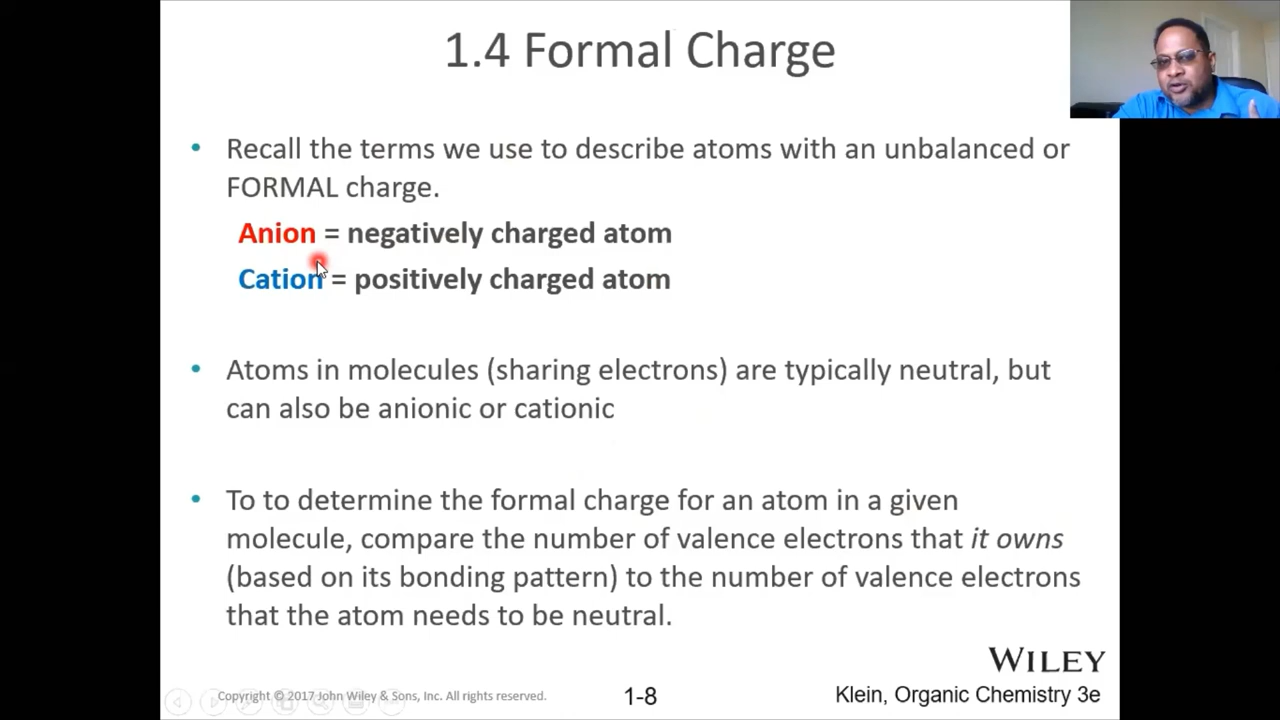 1.4 Formal Charge
• Recall the terms we use to describe atoms with an unbalanced or
FORMAL charge.
Anion = negatively charged atom
Cation = positively charged atom
• Atoms in molecules (sharing electrons) are typically neutral, but
can also be anionic or cationic
• To to determine the formal charge for an atom in a given
molecule, compare the number of valence electrons that it owns
(based on its bonding pattern) to the number of valence electrons
that the atom needs to be neutral.
WILEY
Copyright © 2017 John Wiley & Sons, Inc. All rights reserved.
1-8
Klein, Organic Chemistry 3e